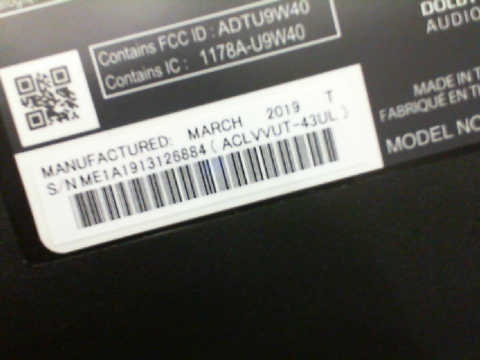 Contains FCC ID : ADTU9W40
Contains IC : 1178A-U9W40
AUDIO
MANUFACTURED: MARCH 2019 T
S/N ME1A1913126884 ( ACLVVUT-43UL )
MADE IN
FABRIQUÉ EN
MODEL NO